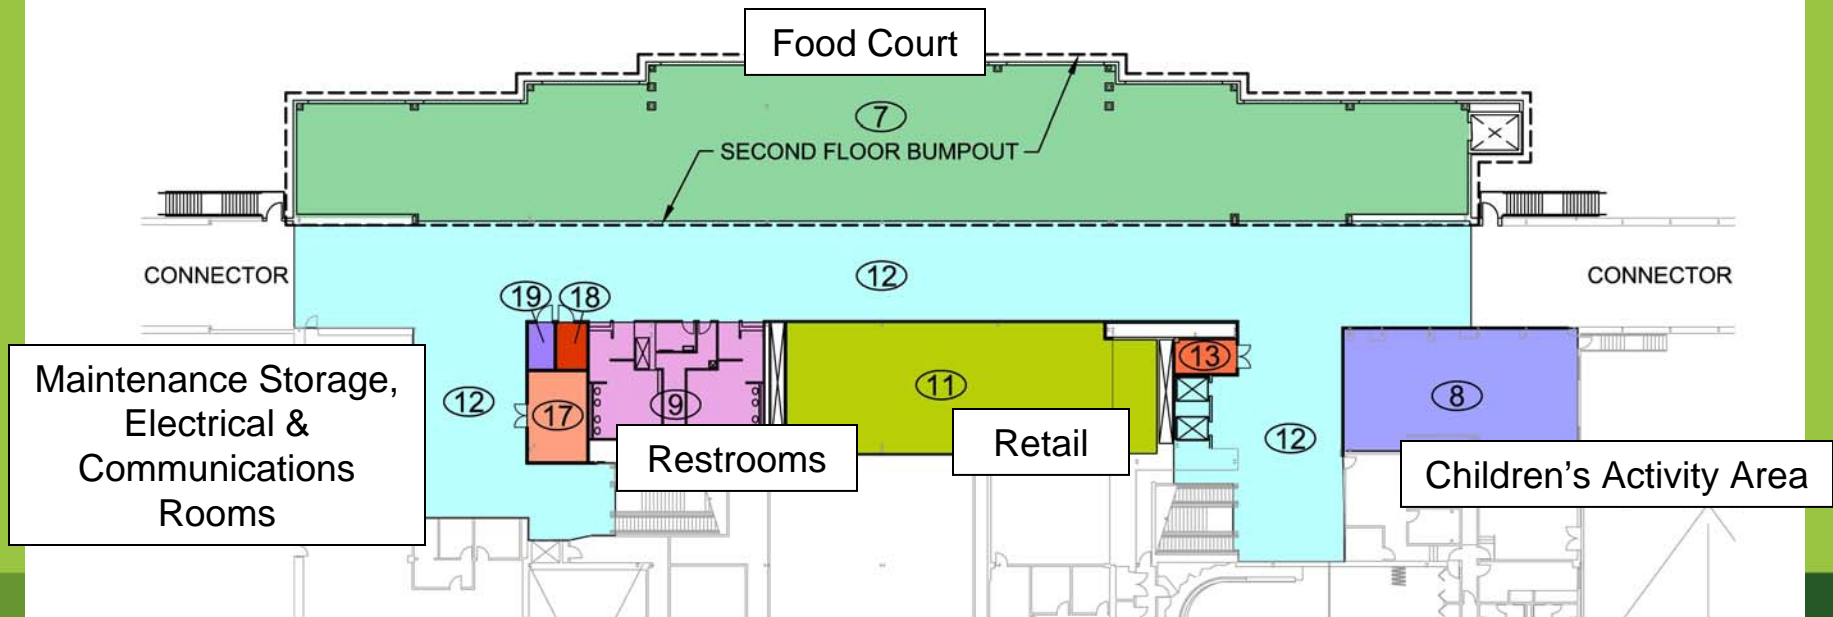 Food Court
7
SECOND FLOOR BUMPOUT
CONNECTOR
12
CONNECTOR
19
18
13
Maintenance Storage,
Electrical &
Communications
Rooms
12
17
9
11
8
12
Restrooms
Retail
Children's Activity Area